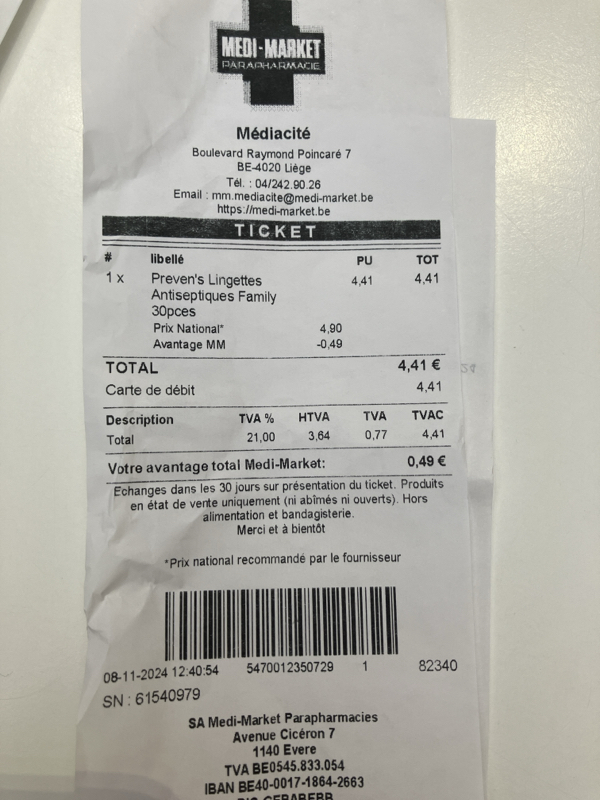 MEDI-MARKET
PARAPHARMACIE
Médiacité
Boulevard Raymond Poincaré 7
BE-4020 Liège
Tél. : 04/242.90.26
Email : mm.mediacite@medi-market.be
https://medi-market.be
TICKET
# libellé PU TOT
1 x Preven's Lingettes 4,41 4,41
Antiseptiques Family
30pces
Prix National* 4,90
Avantage MM -0,49
TOTAL 4,41 €
Carte de débit 4,41
Description TVA % HTVA TVA TVAC
Total 21,00 3,64 0,77 4,41
Votre avantage total Medi-Market: 0,49 €
Echanges dans les 30 jours sur présentation du ticket. Produits
en état de vente uniquement (ni abîmés ni ouverts). Hors
alimentation et bandagisterie.
Merci et à bientôt
*Prix national recommandé par le fournisseur
08-11-2024 12:40:54 5470012350729 1 82340
SN : 61540979
SA Medi-Market Parapharmacies
Avenue Cicéron 7
1140 Evere
TVA BE0545.833.054
IBAN BE40-0017-1864-2663
BIC GEBABEBB